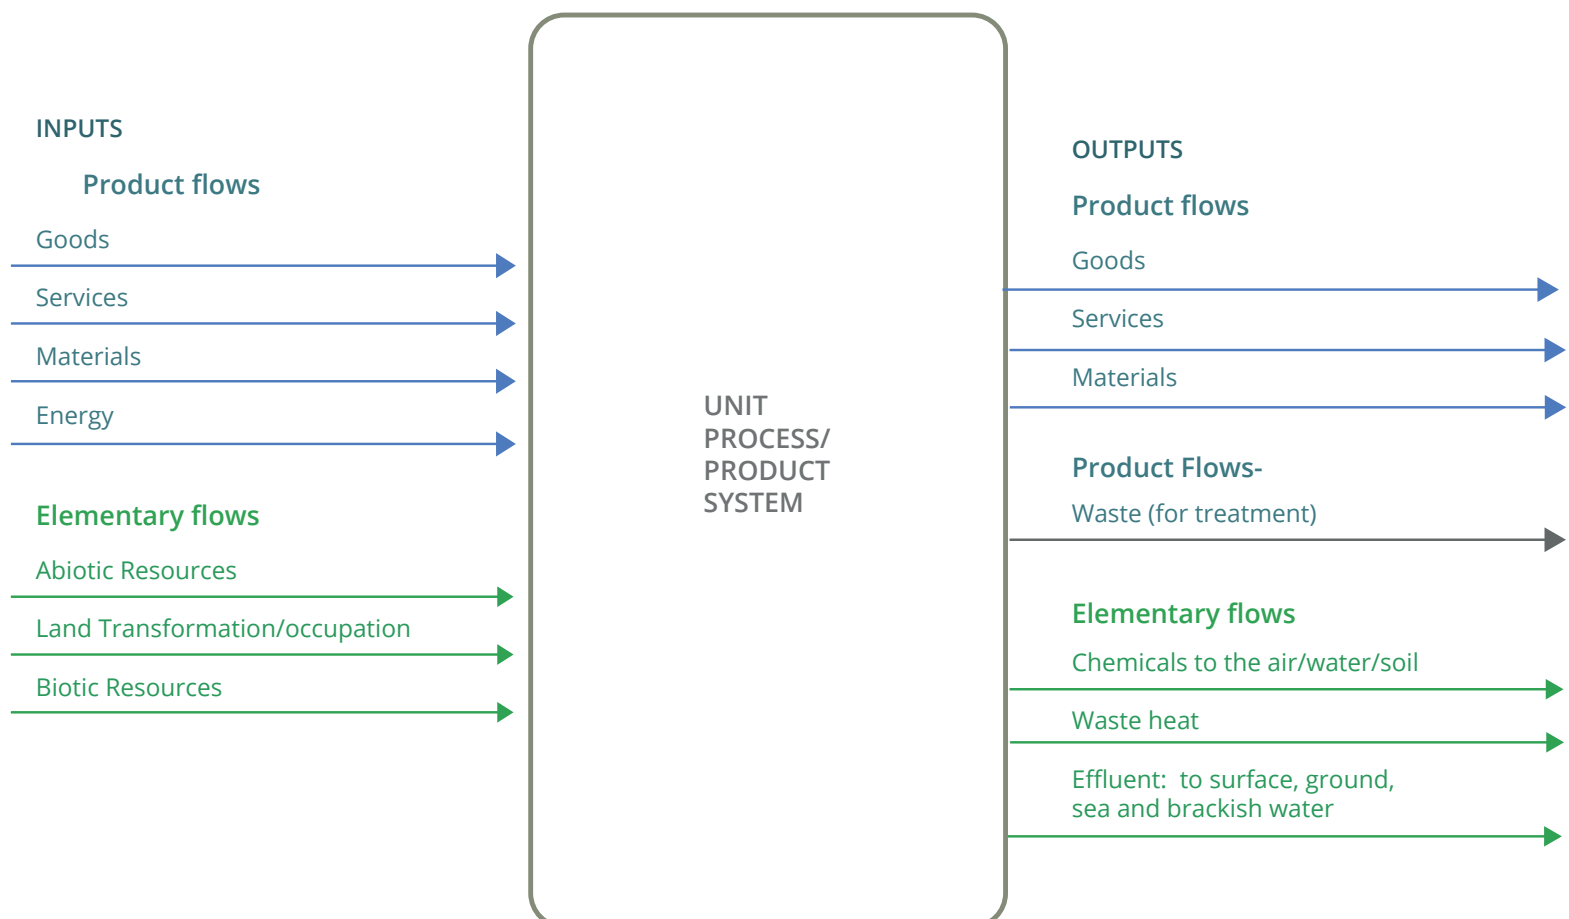 INPUTS
Product flows
Goods
Services
Materials
Energy
Elementary flows
Abiotic Resources
Land Transformation/occupation
Biotic Resources
UNIT
PROCESS/
PRODUCT
SYSTEM
OUTPUTS
Product flows
Goods
Services
Materials
Product Flows-
Waste (for treatment)
Elementary flows
Chemicals to the air/water/soil
Waste heat
Effluent:  to surface, ground,
sea and brackish water